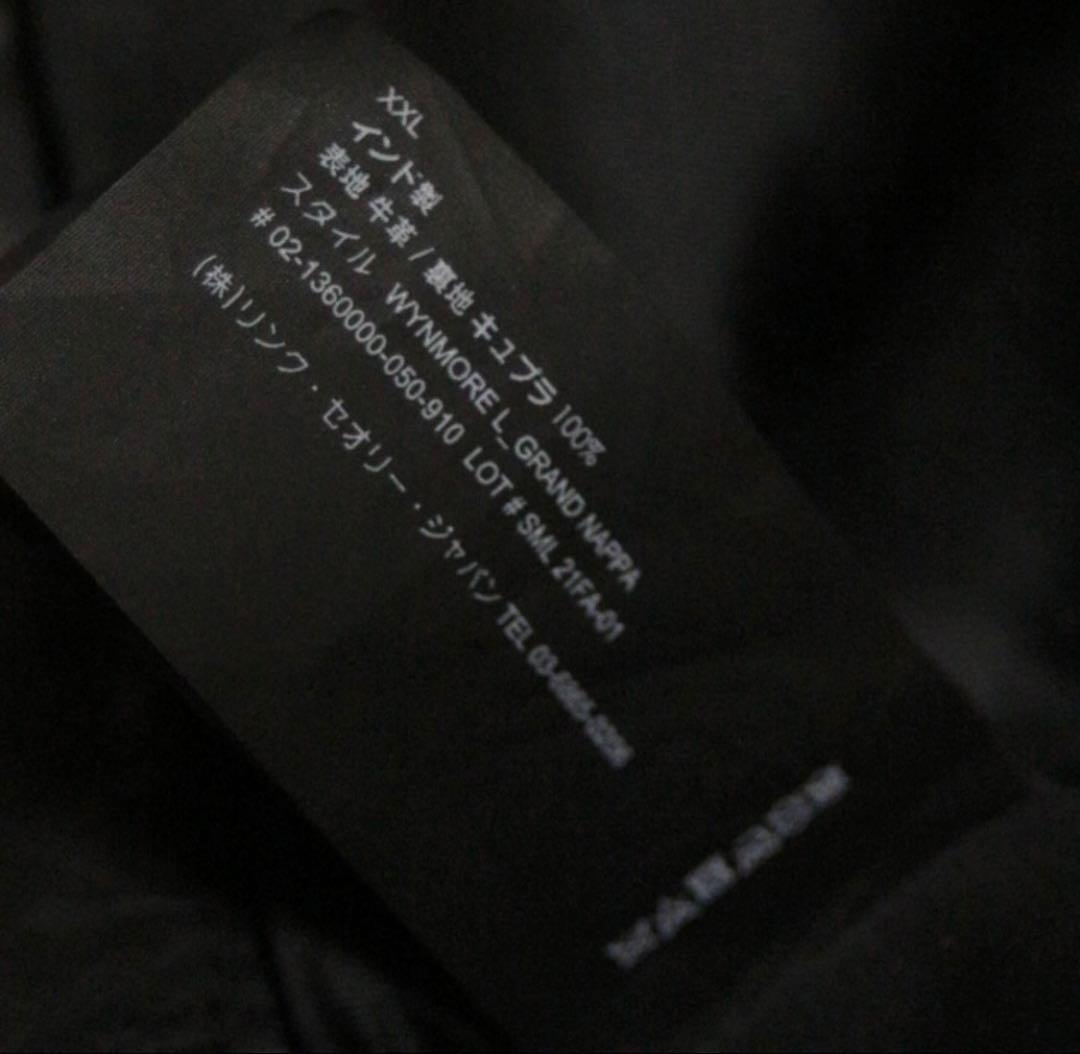 XXL
インド製
表地 牛革 / 裏地 キュプラ 100%
スタイル WYNMORE L_GRAND NAPPA
# 02-1360000-050-910 LOT # SML 21FA-01
(株)リンク・セオリー・ジャパン TEL